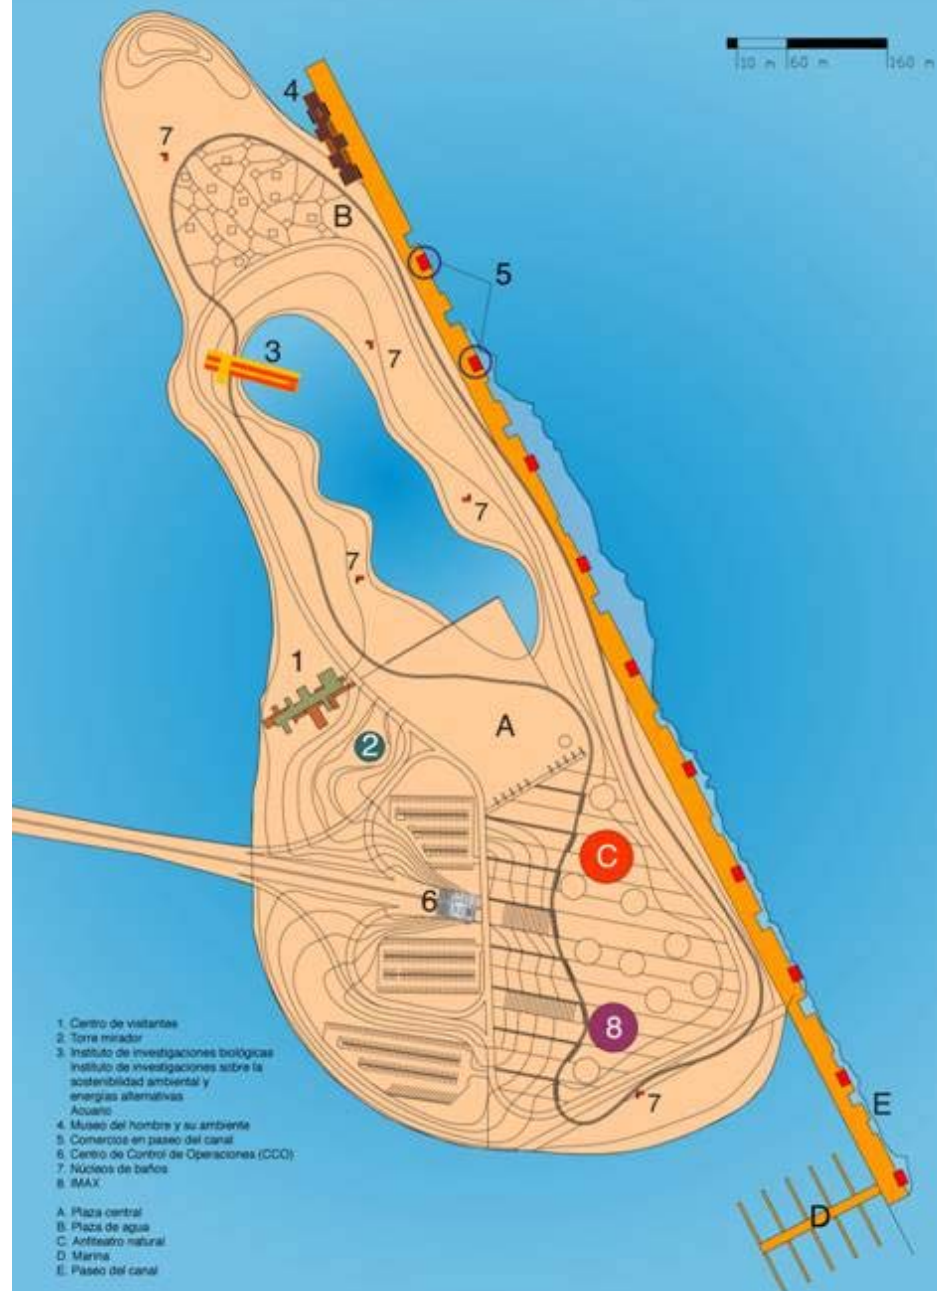 10 m 60 m 160 m
4
7
B
5
3
7
7
7
1
A
2
C
6
8
7
E
D
1. Centro de visitantes
2. Torre mirador
3. Instituto de investigaciones biológicas
Instituto de investigaciones sobre la
sostenibilidad ambiental y
energías alternativas
Acuario
4. Museo del hombre y su ambiente
5. Comercios en paseo del canal
6. Centro de Control de Operaciones (CCO)
7. Núcleos de baños
8. IMAX
A. Plaza central
B. Plaza de agua
C. Anfiteatro natural
D. Marina
E. Paseo del canal